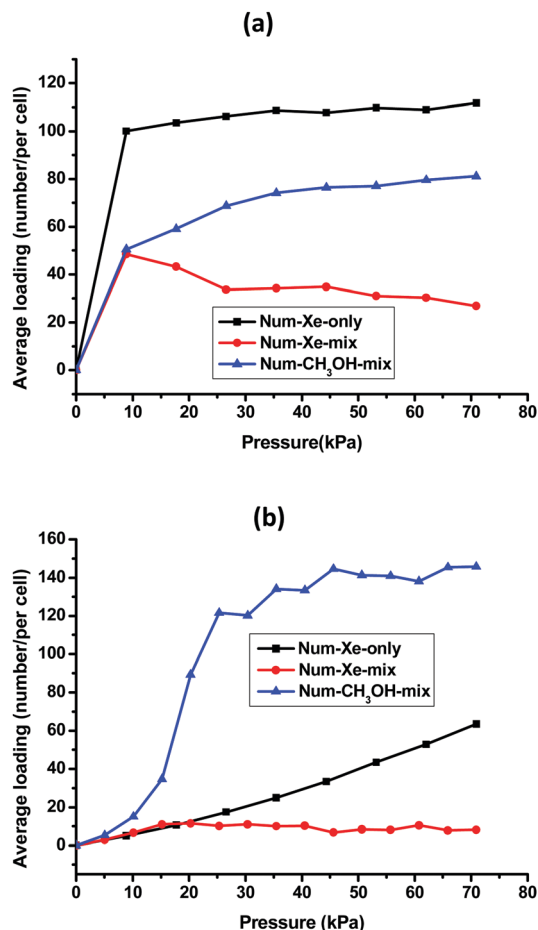 (a)
Average loading (number/per cell)
120
100
80
60
40
20
0
Num-Xe-only
Num-Xe-mix
Num-CH₃OH-mix
0 10 20 30 40 50 60 70 80
Pressure(kPa)
(b)
Average loading (number/per cell)
160
140
120
100
80
60
40
20
0
Num-Xe-only
Num-Xe-mix
Num-CH₃OH-mix
0 10 20 30 40 50 60 70 80
Pressure (kPa)